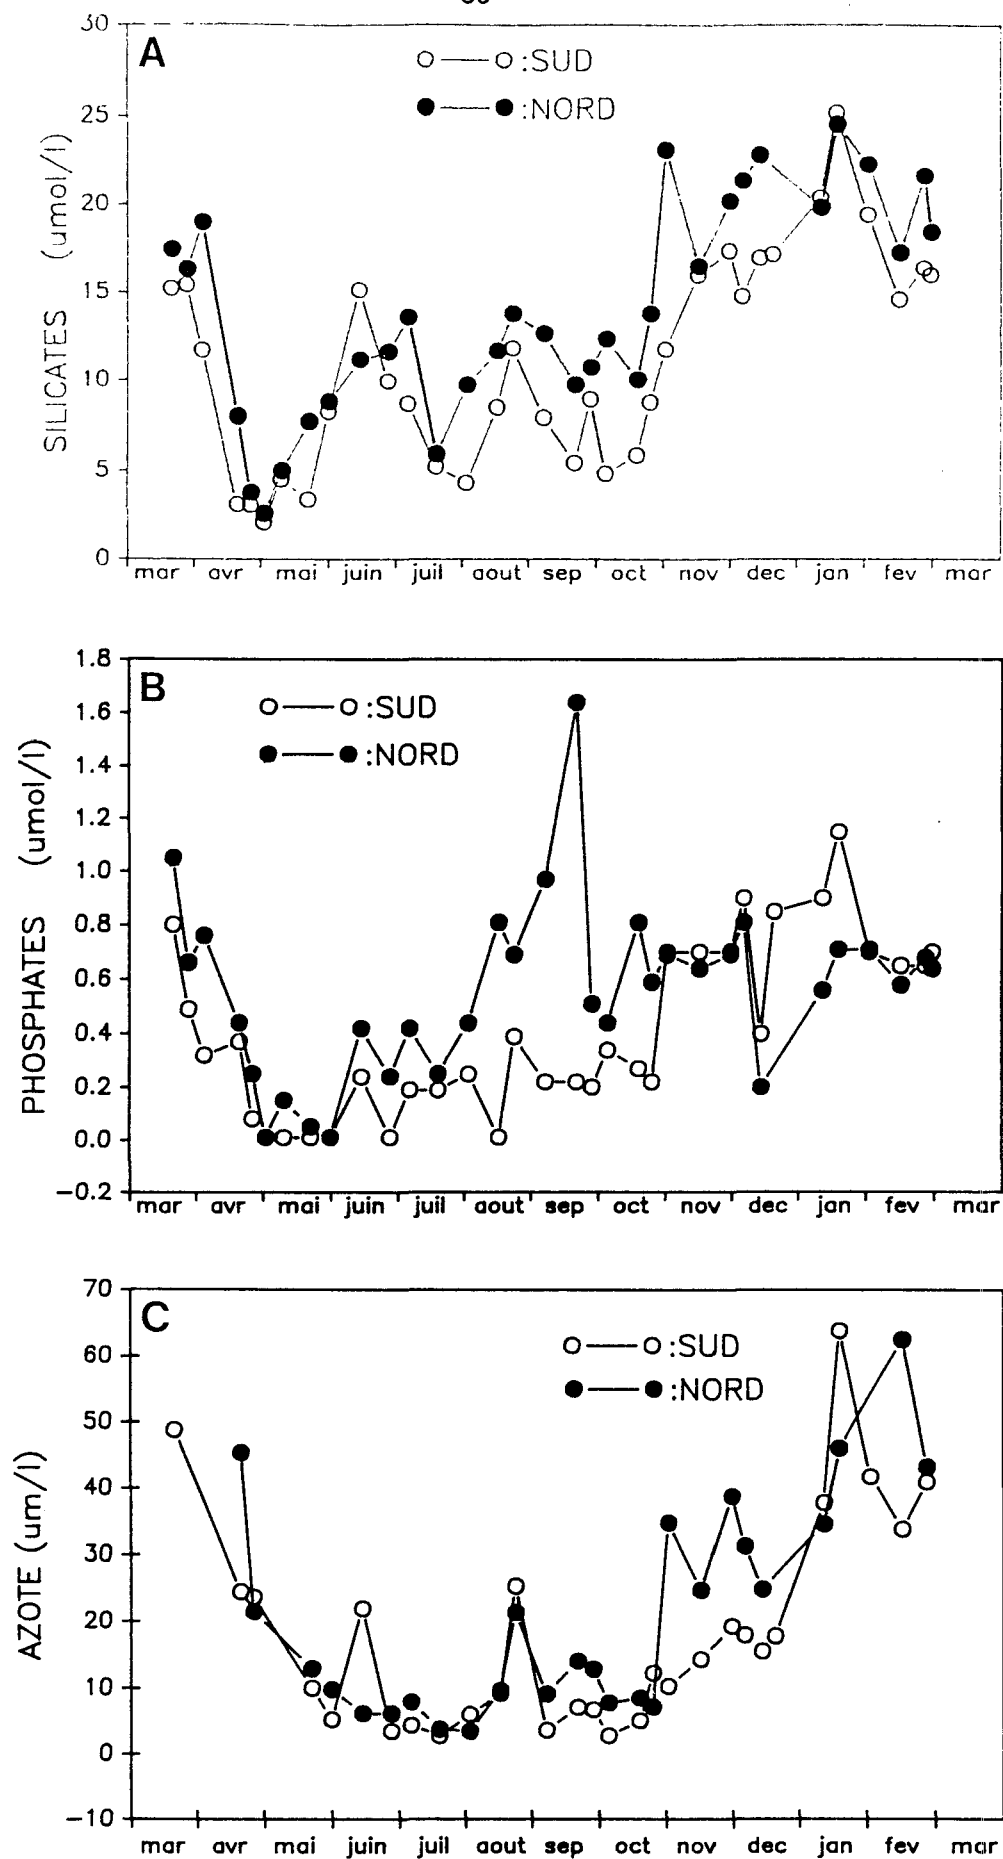 A
SILICATES (umol/l)
:SUD
:NORD
30
25
20
15
10
5
0
mar avr mai juin juil aout sep oct nov dec jan fev mar
B
PHOSPHATES (umol/l)
:SUD
:NORD
1.8
1.6
1.4
1.2
1.0
0.8
0.6
0.4
0.2
0.0
−0.2
mar avr mai juin juil aout sep oct nov dec jan fev mar
C
AZOTE (um/l)
:SUD
:NORD
70
60
50
40
30
20
10
0
−10
mar avr mai juin juil aout sep oct nov dec jan fev mar